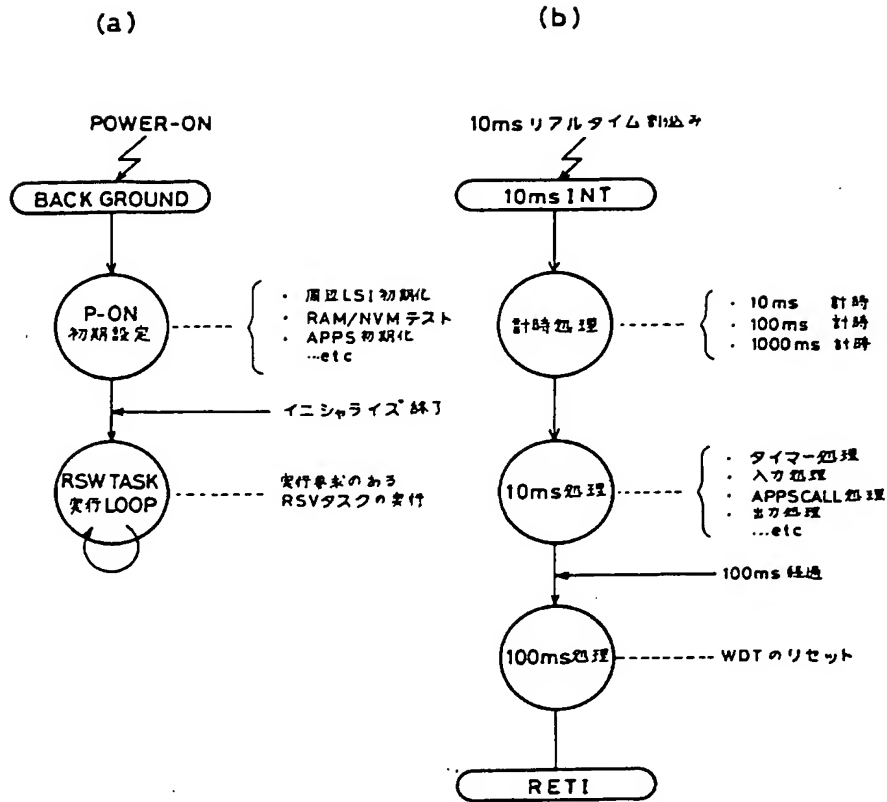 (a)
POWER-ON
BACK GROUND
P-ON
初期設定
・ 周辺LSI初期化
・ RAM/NVMテスト
・ APPS初期化
...etc
イニシャライズ終了
RSW TASK
実行LOOP
実行要求のある
RSVタスクの実行
(b)
10msリアルタイム割込み
10msINT
計時処理
・ 10ms 計時
・ 100ms 計時
・ 1000ms 計時
10ms処理
・ タイマー処理
・ 入力処理
・ APPSCALL処理
・ 出力処理
...etc
100ms経過
100ms処理
WDTのリセット
RETI